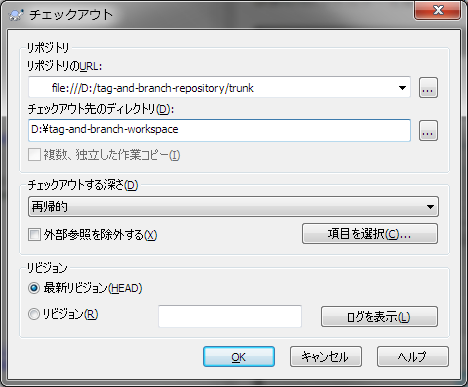 チェックアウト
リポジトリ
リポジトリのURL:
file:///D:/tag-and-branch-repository/trunk
...
チェックアウト先のディレクトリ(D):
D:¥tag-and-branch-workspace
...
複数、独立した作業コピー(I)
チェックアウトする深さ(D)
再帰的
外部参照を除外する(X)
項目を選択(C)...
リビジョン
最新リビジョン(HEAD)
リビジョン(R)
ログを表示(L)
OK
キャンセル
ヘルプ